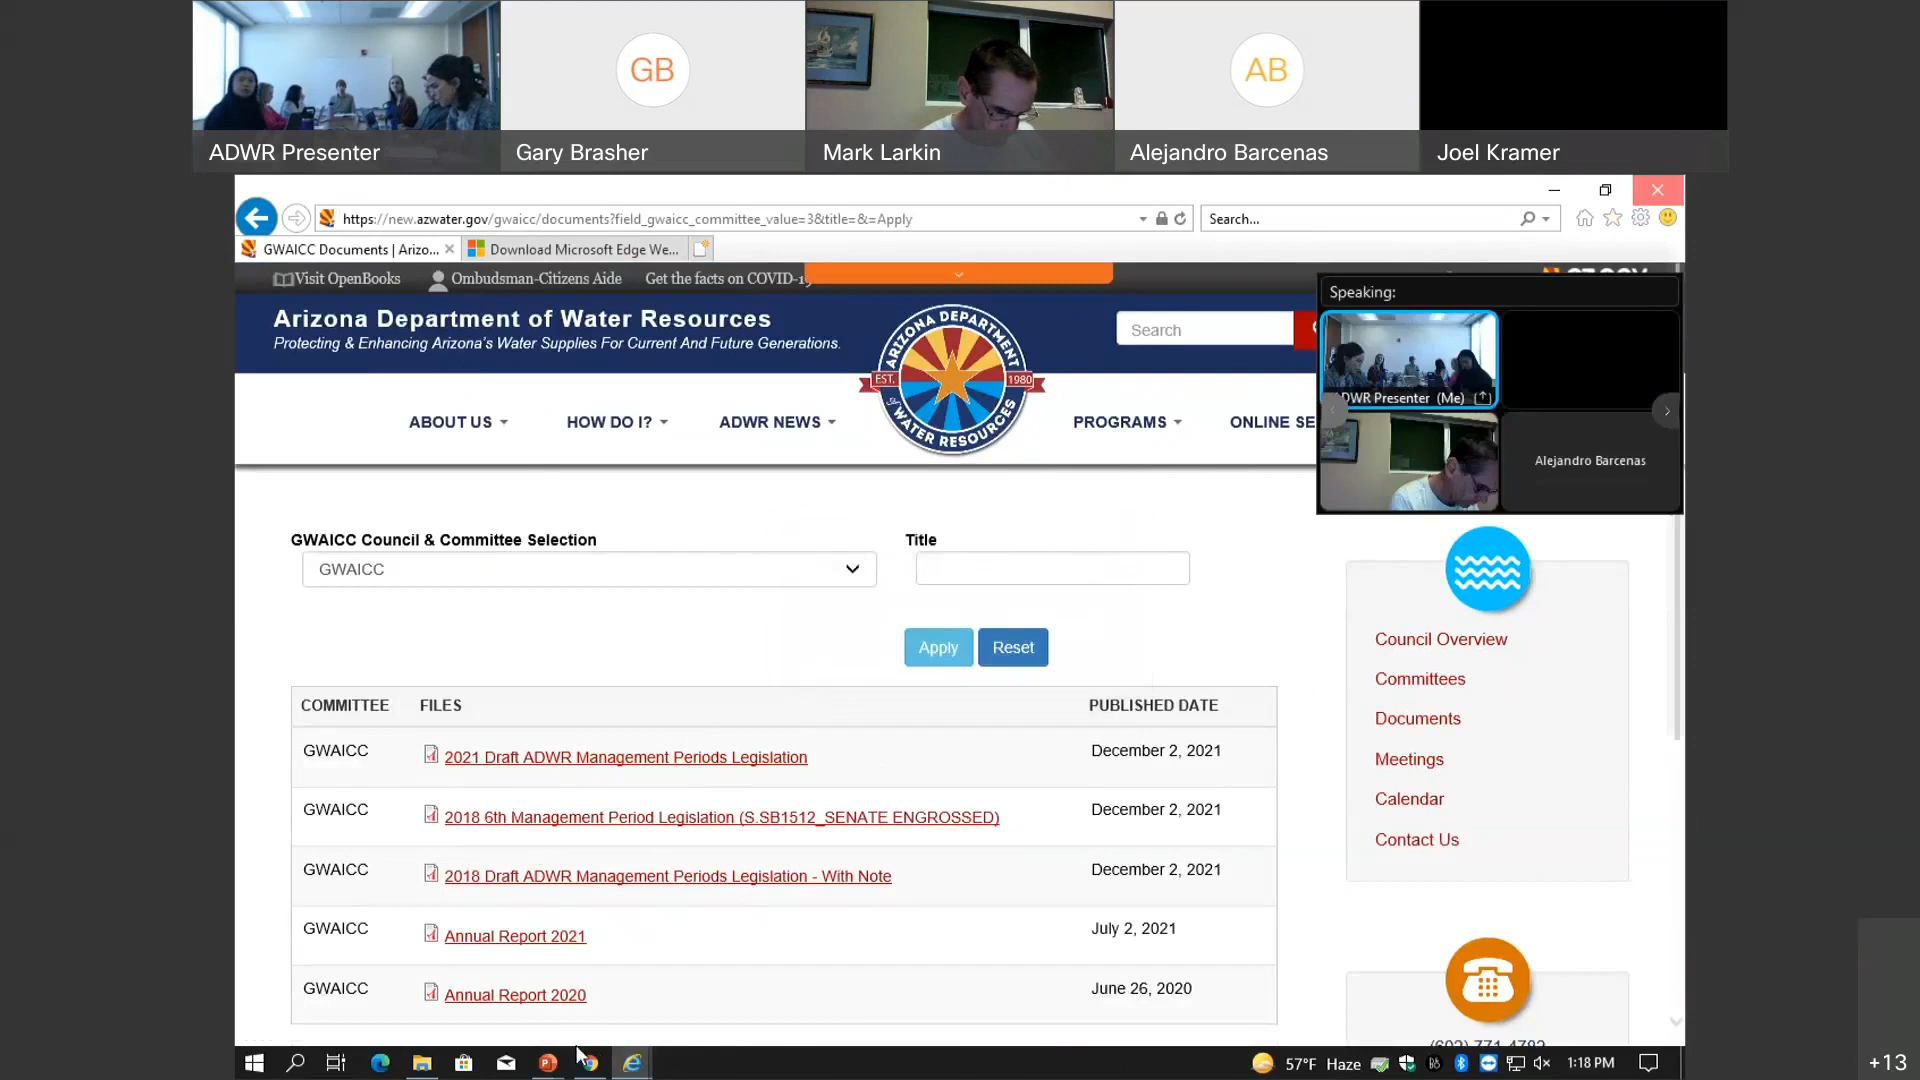 GB
AB
ADWR Presenter
Gary Brasher
Mark Larkin
Alejandro Barcenas
Joel Kramer
https://new.azwater.gov/gwaicc/documents?field_gwaicc_committee_value=3&title=&=Apply
Search...
GWAICC Documents | Arizo...
Download Microsoft Edge We...
Visit OpenBooks
Ombudsman-Citizens Aide
Get the facts on COVID-1
Speaking:
Arizona Department of Water Resources
Protecting & Enhancing Arizona's Water Supplies For Current And Future Generations.
ARIZONA DEPARTMENT
EST. 1980
of WATER RESOURCES
Search
DWR Presenter (Me)
Alejandro Barcenas
ABOUT US
HOW DO I?
ADWR NEWS
PROGRAMS
ONLINE SE
GWAICC Council & Committee Selection
Title
GWAICC
Apply
Reset
COMMITTEE FILES PUBLISHED DATE
GWAICC 2021 Draft ADWR Management Periods Legislation December 2, 2021
GWAICC 2018 6th Management Period Legislation (S.SB1512_SENATE ENGROSSED) December 2, 2021
GWAICC 2018 Draft ADWR Management Periods Legislation - With Note December 2, 2021
GWAICC Annual Report 2021 July 2, 2021
GWAICC Annual Report 2020 June 26, 2020
Council Overview
Committees
Documents
Meetings
Calendar
Contact Us
(602) 771-4782
57°F Haze
1:18 PM
+13